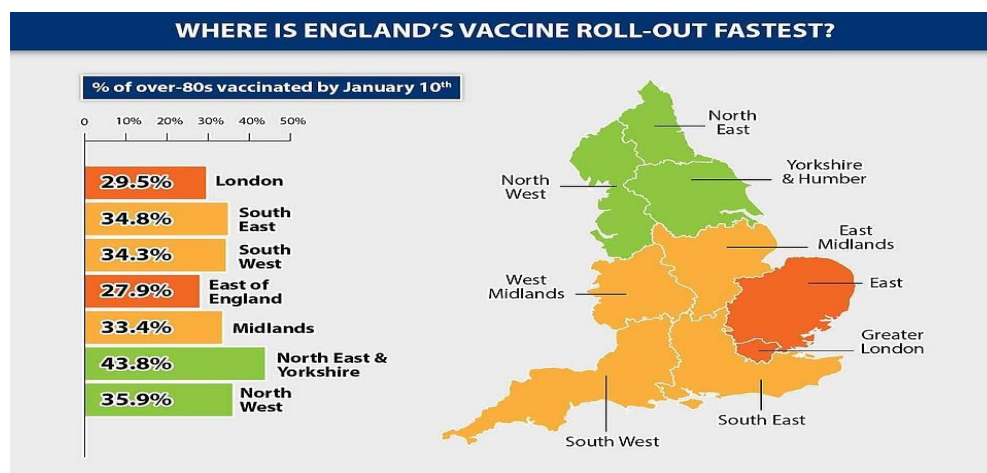 WHERE IS ENGLAND'S VACCINE ROLL-OUT FASTEST?
% of over-80s vaccinated by January 10th
0 10% 20% 30% 40% 50%
29.5% London
34.8% South
East
34.3% South
West
27.9% East of
England
33.4% Midlands
43.8% North East &
Yorkshire
35.9% North
West
North
East
Yorkshire
& Humber
North
West
East
Midlands
West
Midlands
East
Greater
London
South East
South West